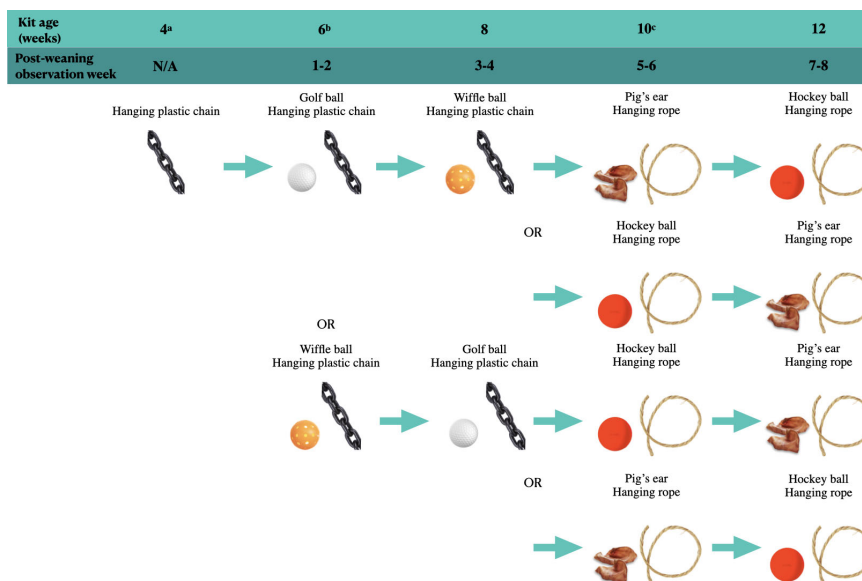 Kit age
(weeks)
4ᵃ
6ᵇ
8
10ᶜ
12
Post-weaning
observation week
N/A
1-2
3-4
5-6
7-8
Hanging plastic chain
Golf ball
Hanging plastic chain
Wiffle ball
Hanging plastic chain
Pig's ear
Hanging rope
Hockey ball
Hanging rope
OR
Hockey ball
Hanging rope
Pig's ear
Hanging rope
OR
Wiffle ball
Hanging plastic chain
Golf ball
Hanging plastic chain
Hockey ball
Hanging rope
Pig's ear
Hanging rope
OR
Pig's ear
Hanging rope
Hockey ball
Hanging rope